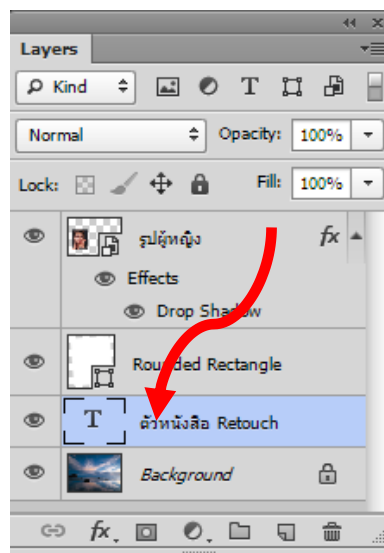 Layers
Kind T
Normal Opacity: 100%
Lock: Fill: 100%
รูปผู้หญิง fx
Effects
Drop Shadow
Rounded Rectangle
T ตัวหนังสือ Retouch
Background
fx